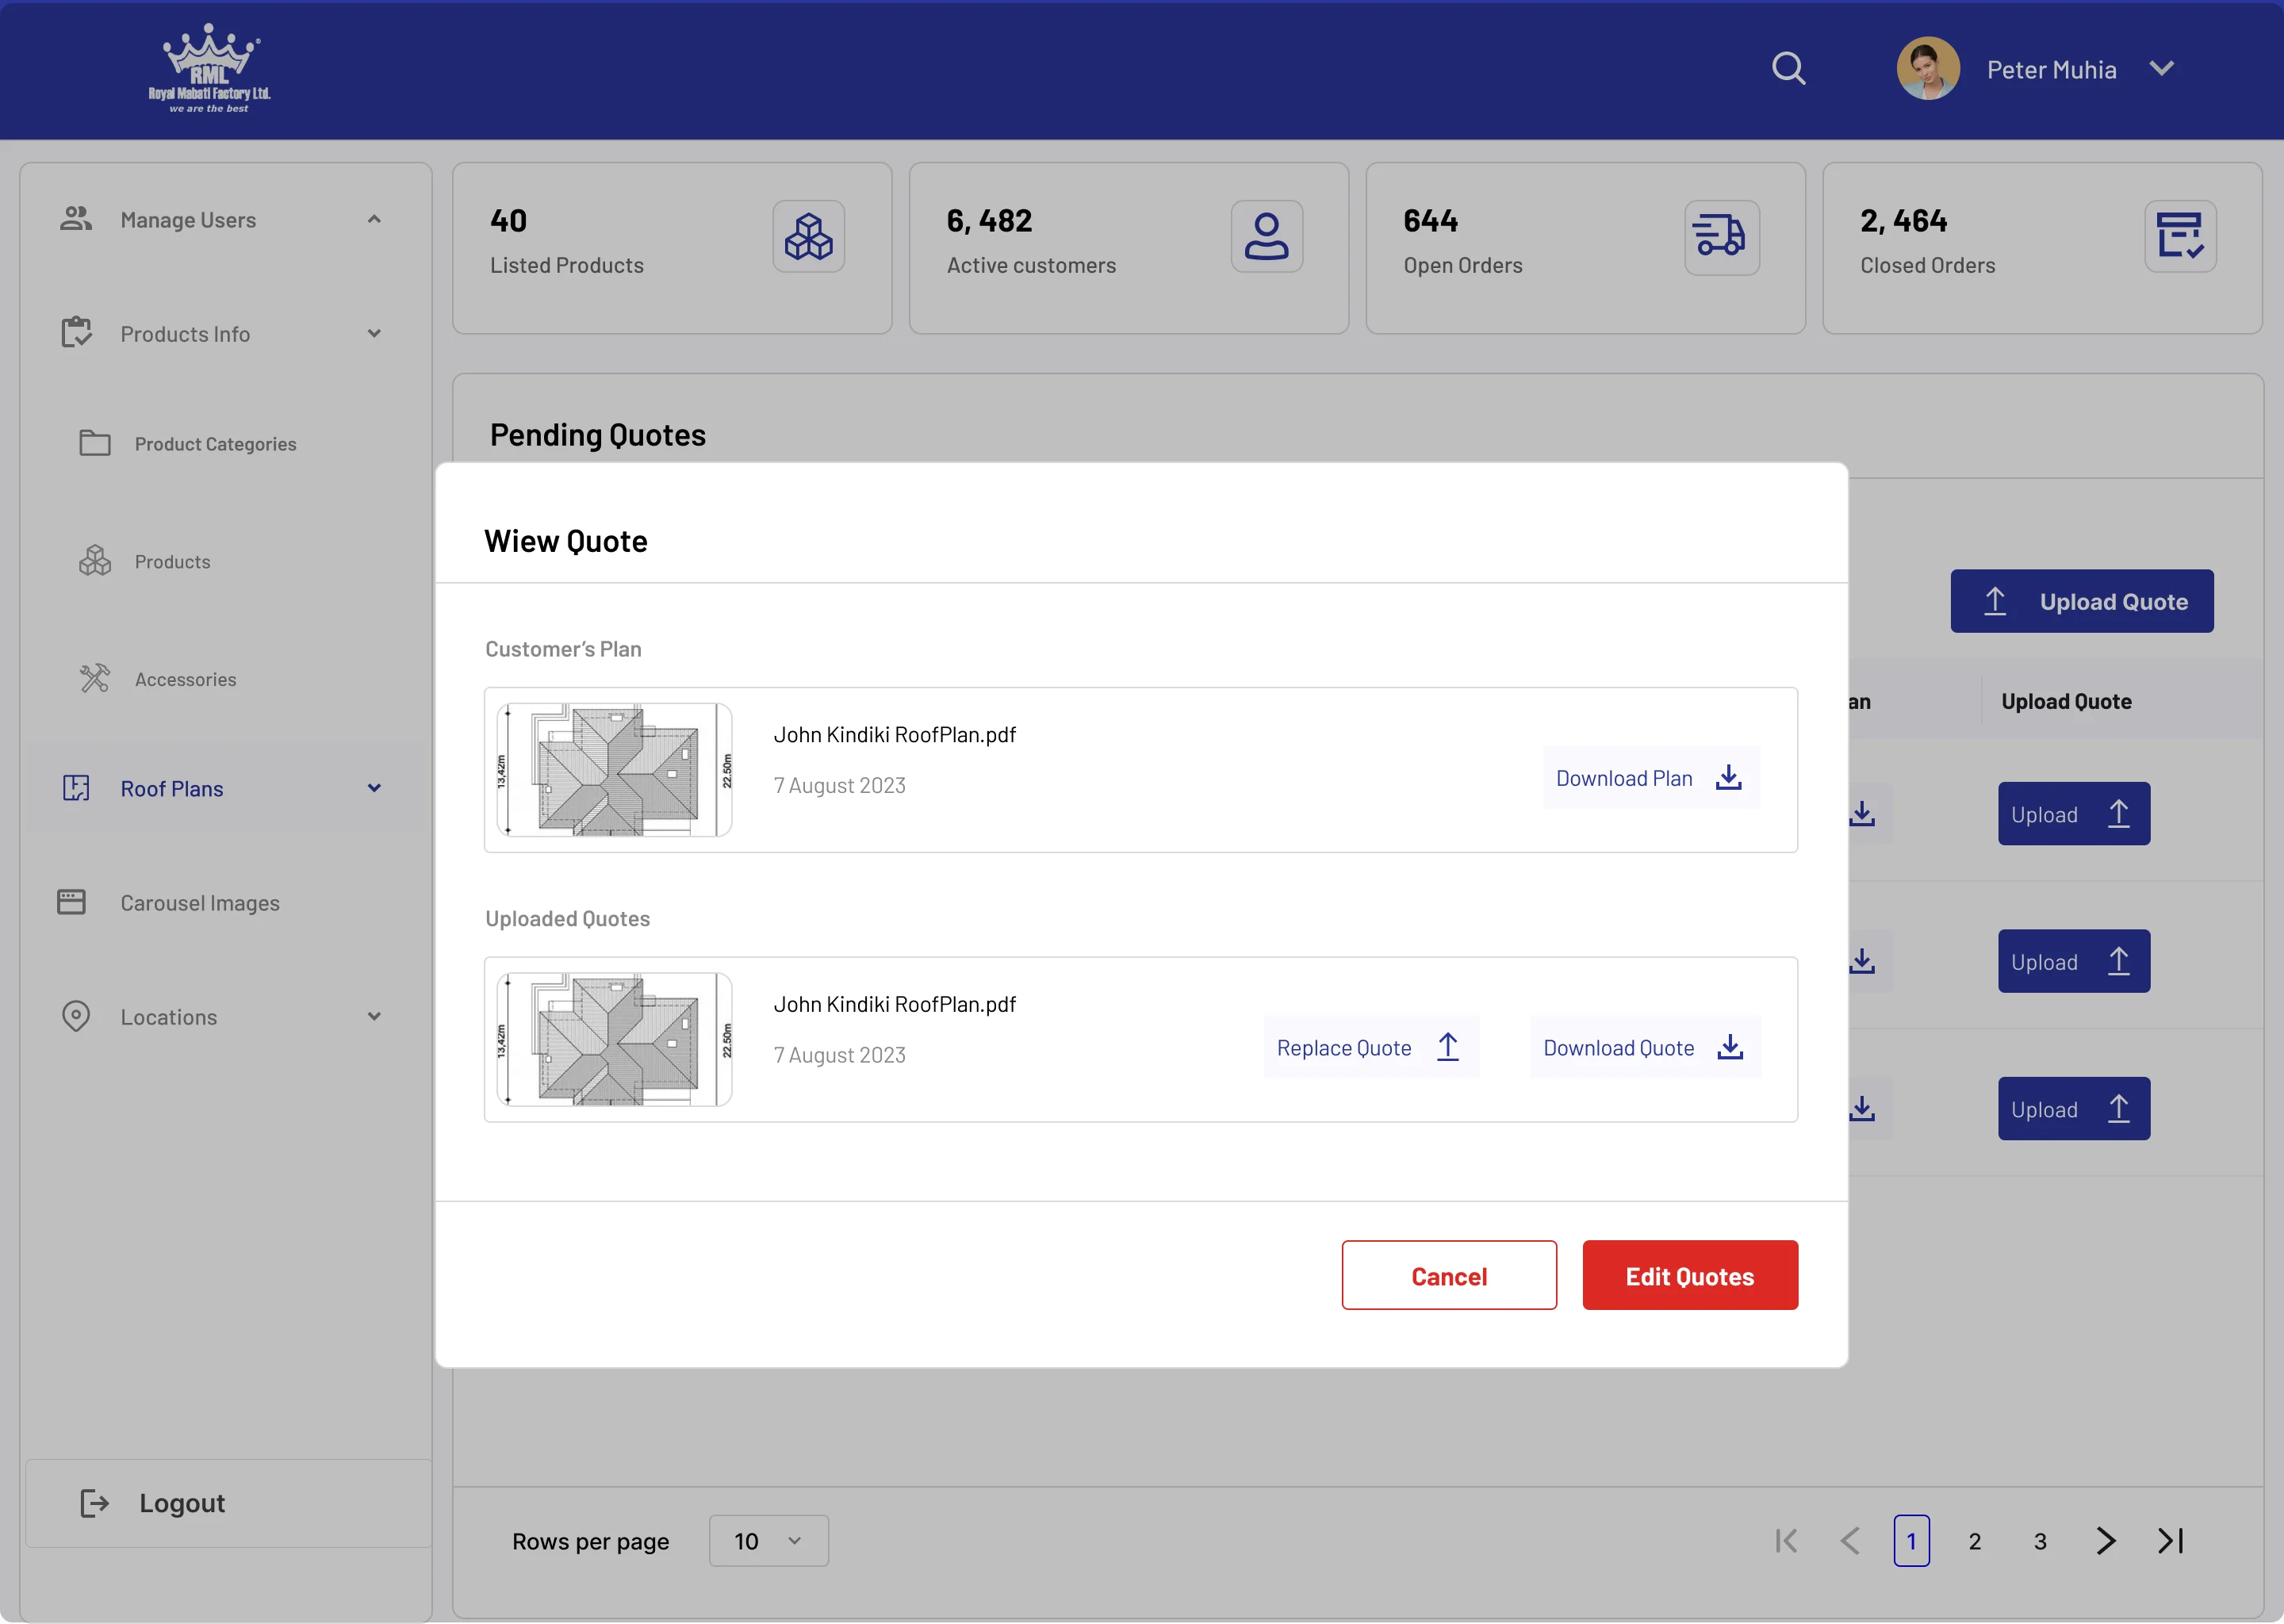 RML
Royal Mabati Factory Ltd.
we are the best
Peter Muhia
Manage Users
Products Info
Product Categories
Products
Accessories
Roof Plans
Carousel Images
Locations
Logout
40
Listed Products
6, 482
Active customers
644
Open Orders
2, 464
Closed Orders
Pending Quotes
Upload Quote
an
Upload Quote
Upload
Upload
Upload
Wiew Quote
Customer’s Plan
13,42m
22.50m
John Kindiki RoofPlan.pdf
7 August 2023
Download Plan
Uploaded Quotes
13,42m
22.50m
John Kindiki RoofPlan.pdf
7 August 2023
Replace Quote
Download Quote
Cancel
Edit Quotes
Rows per page
10
1
2
3